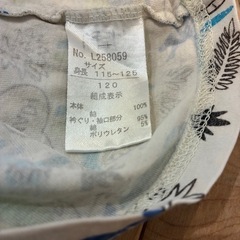 No. L258059
サイズ
身長 115~125
120
組成表示
本体 100%
綿
衿ぐり・袖口部分 95%
綿 5%
ポリウレタン